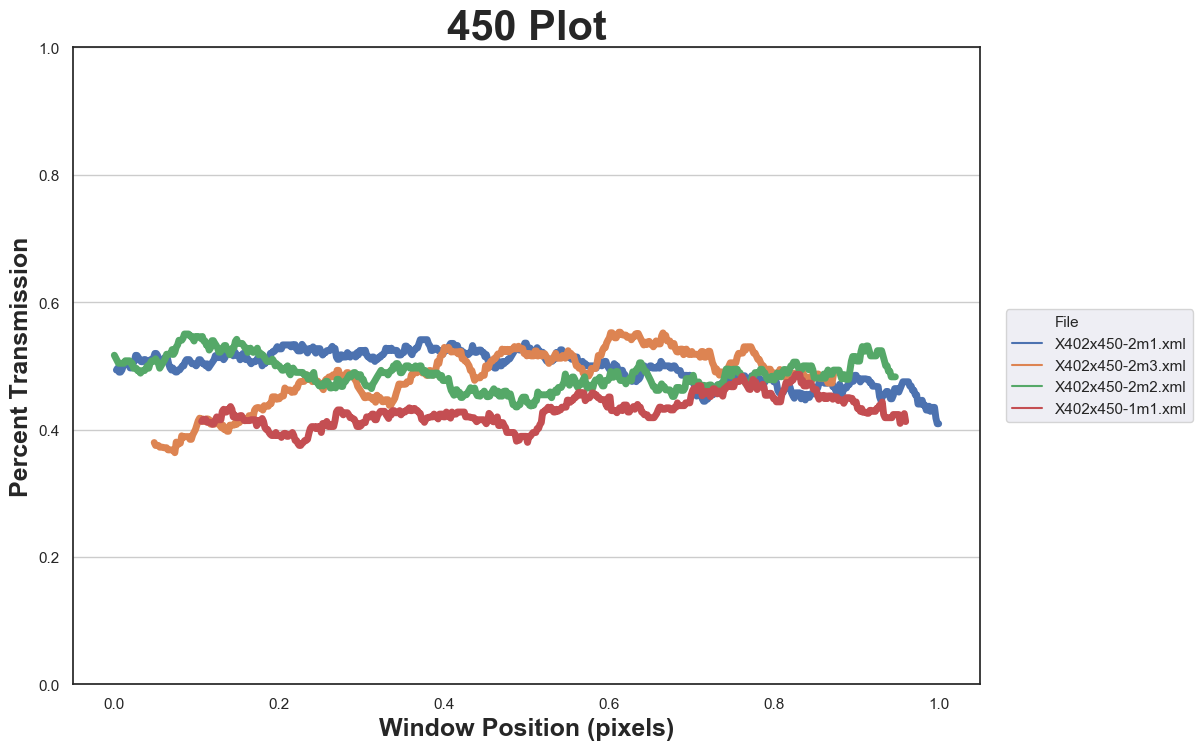 450 Plot
Percent Transmission
1.0
0.8
0.6
0.4
0.2
0.0
0.0 0.2 0.4 0.6 0.8 1.0
Window Position (pixels)
File
X402x450-2m1.xml
X402x450-2m3.xml
X402x450-2m2.xml
X402x450-1m1.xml